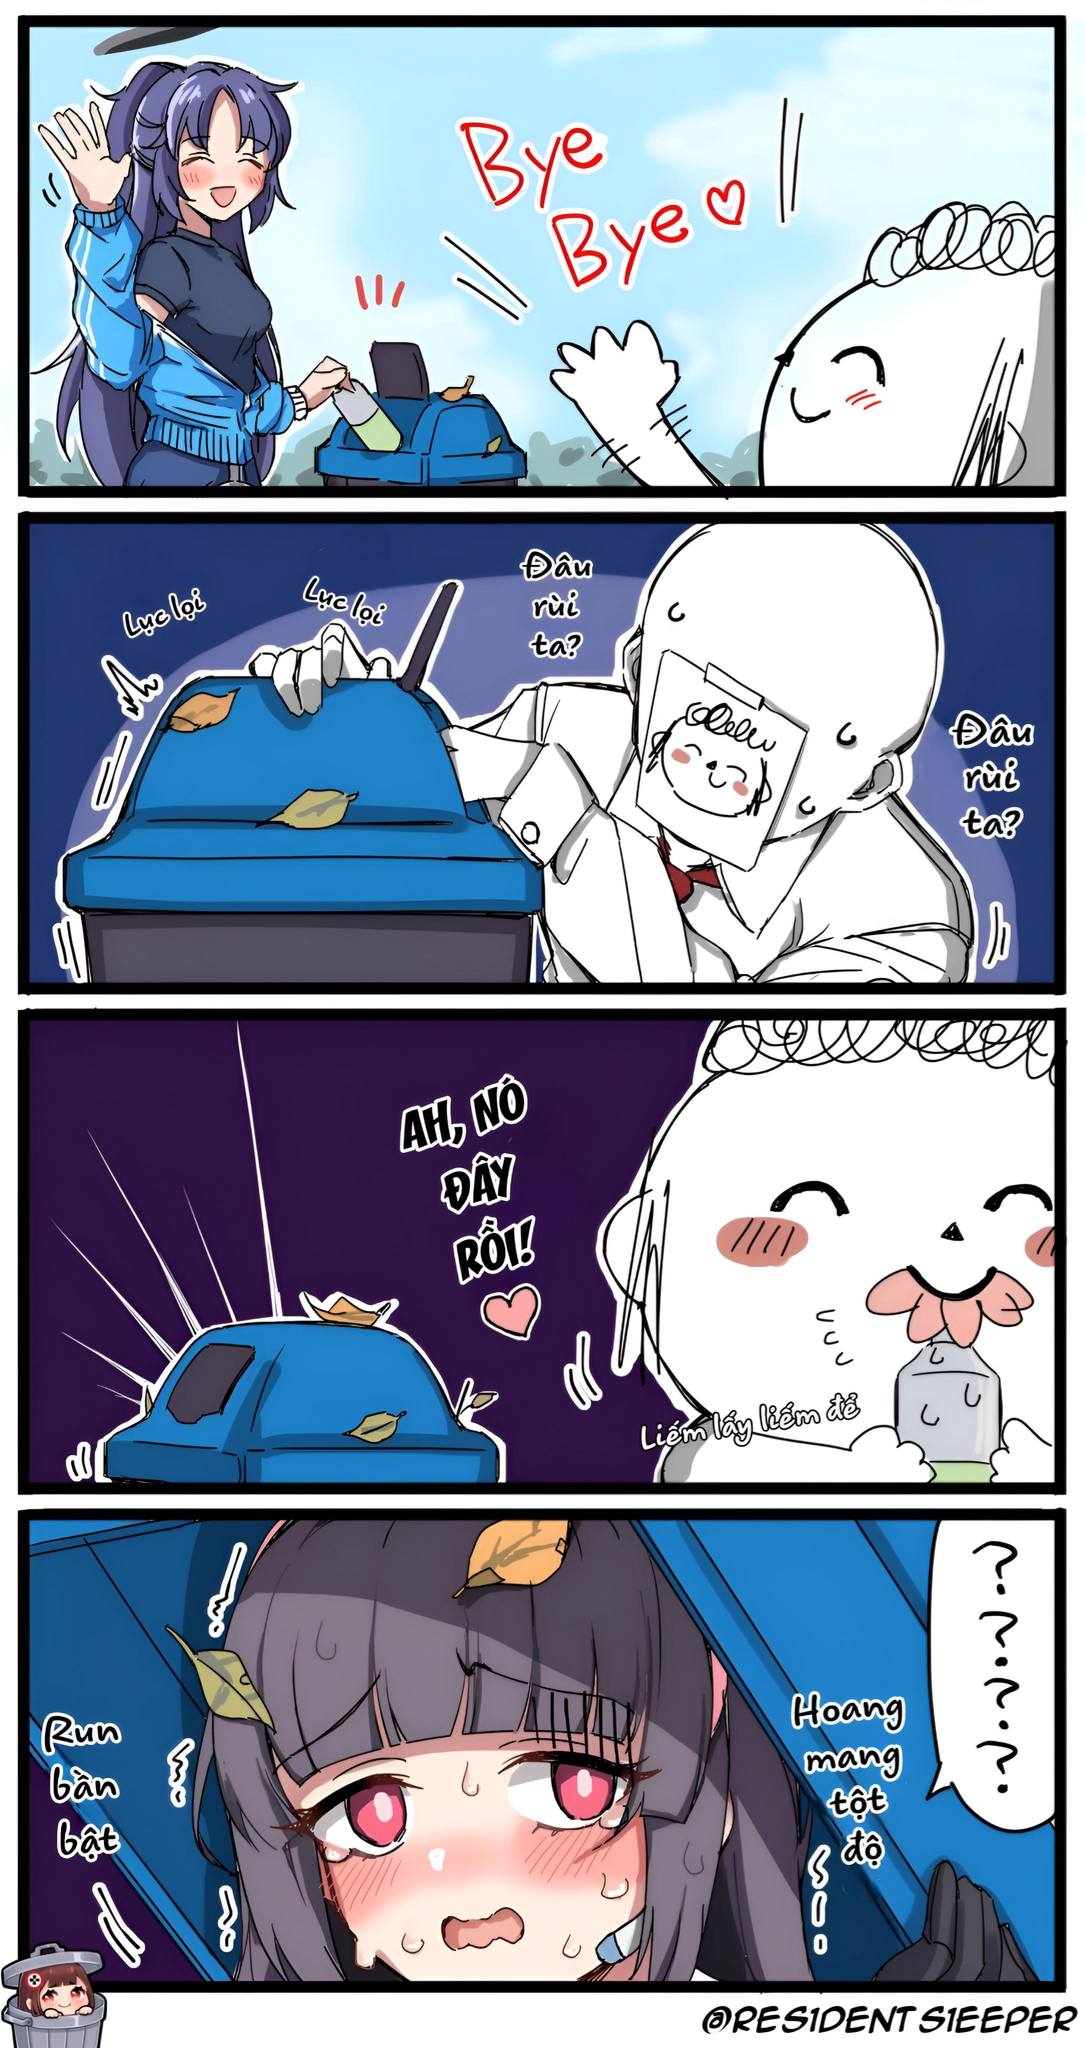 Bye
Bye
Lục lọi
Lục lọi
Đâu
rùi
ta?
Đâu
rùi
ta?
AH, NÓ
ĐÂY
RỒI!
Liếm lấy liếm để
?.?.?.?.
Run
bần
bật
Hoang
mang
tột
độ
@RESIDENT SIEEPER